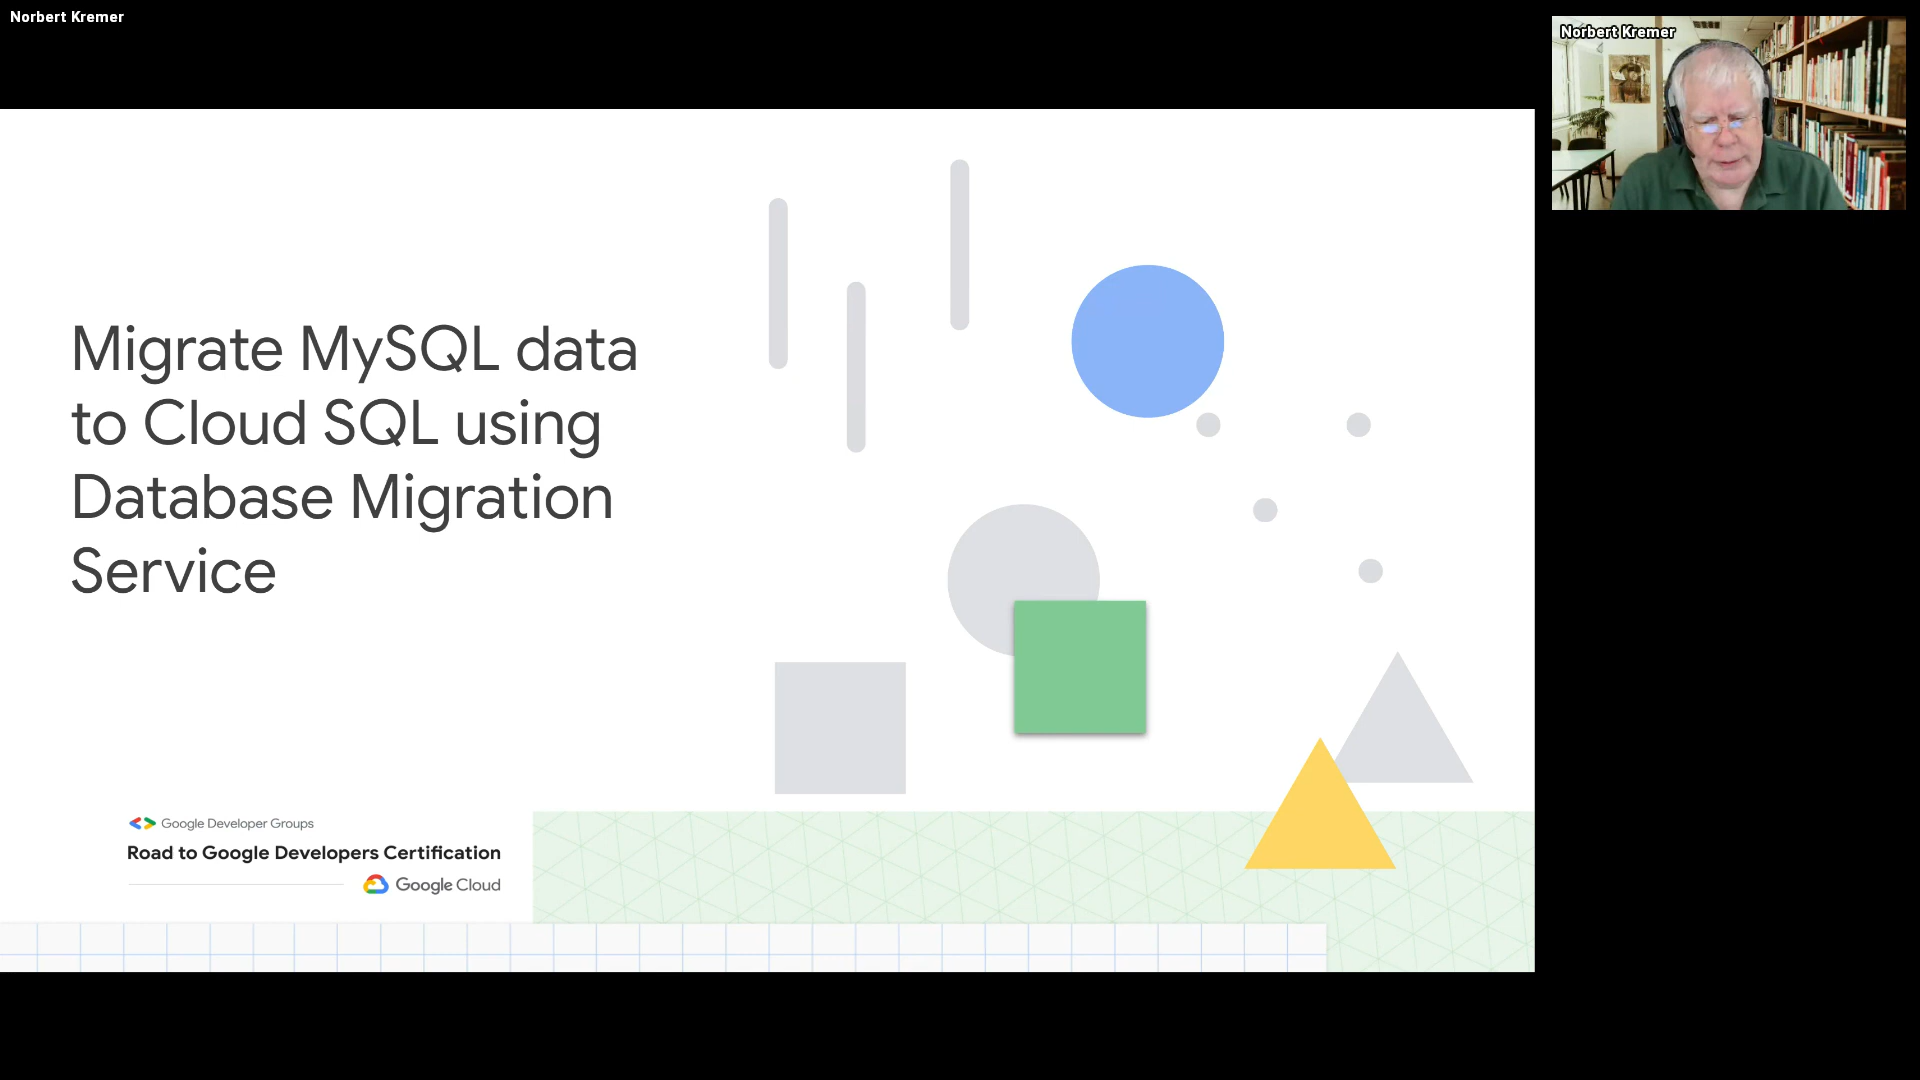 Norbert Kremer
Norbert Kremer
Migrate MySQL data
to Cloud SQL using
Database Migration
Service
Google Developer Groups
Road to Google Developers Certification
Google Cloud